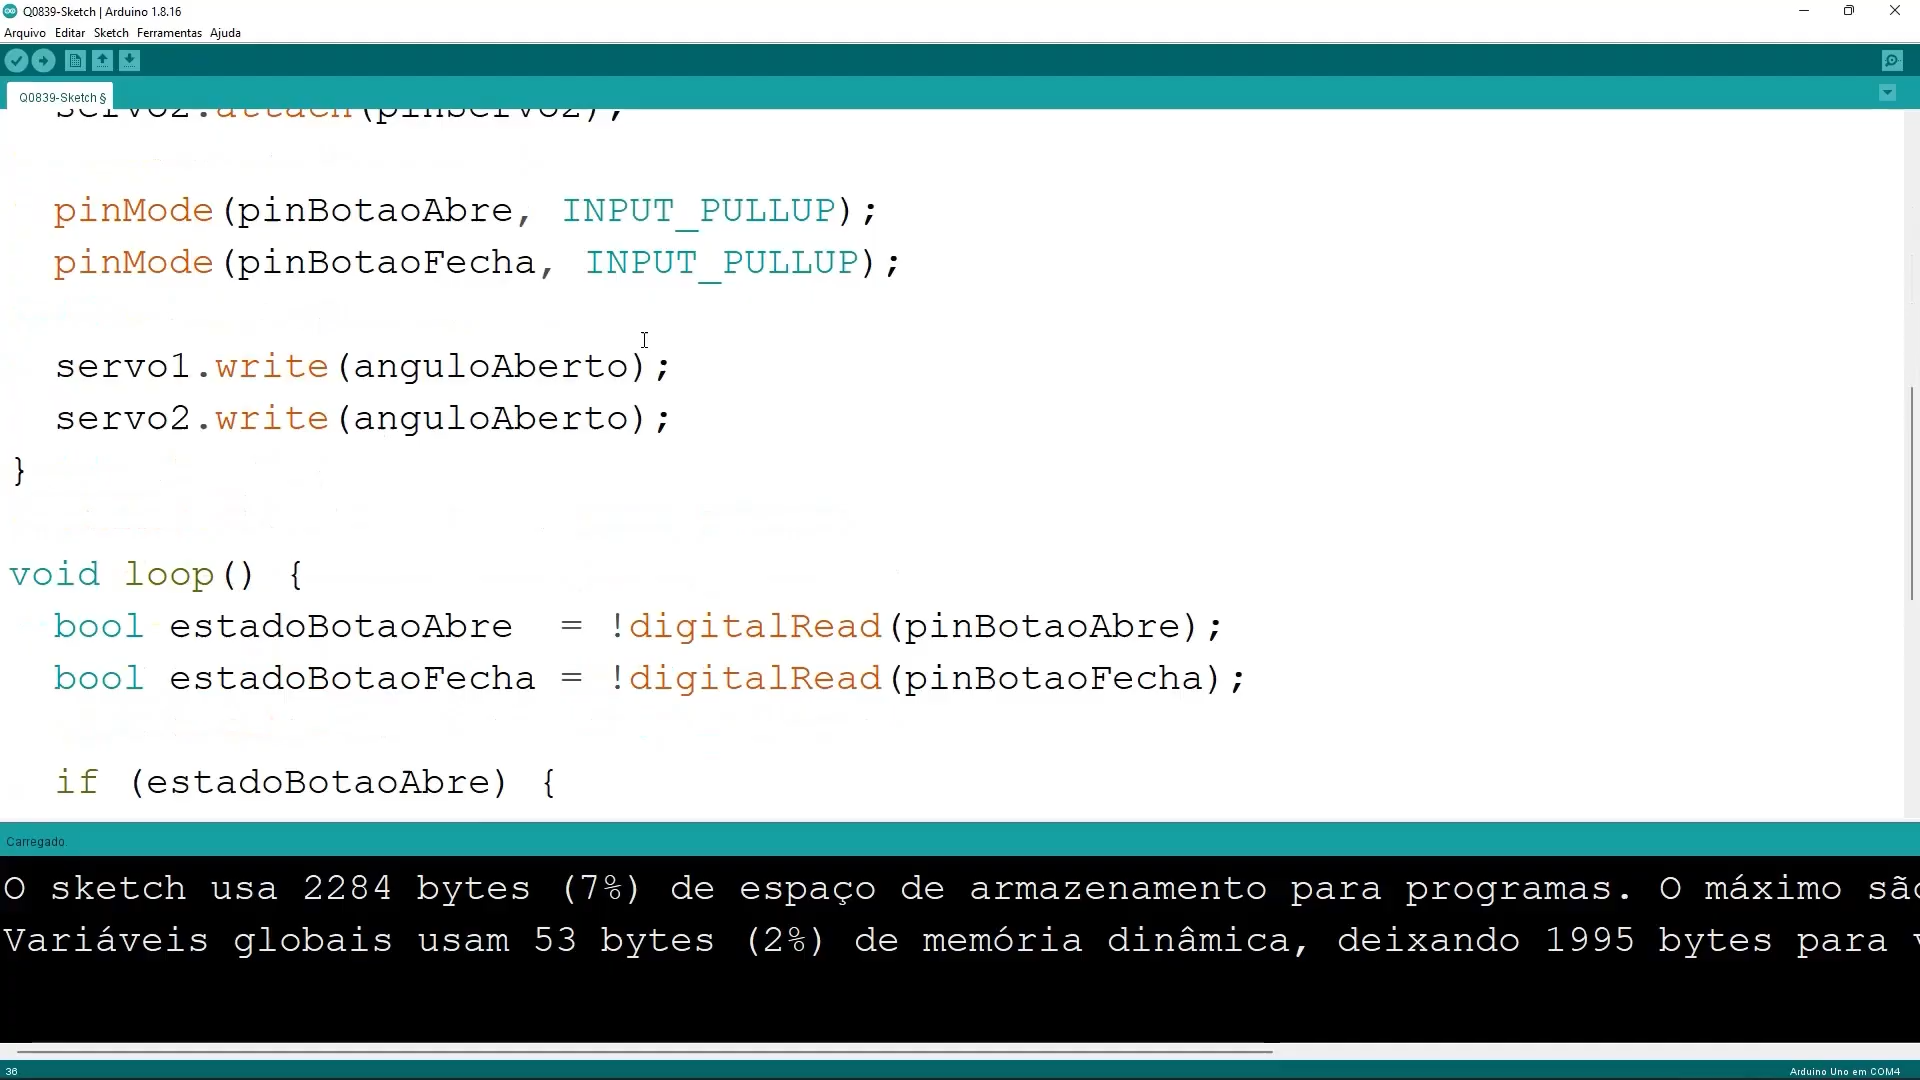 Q0839-Sketch | Arduino 1.8.16
Arquivo Editar Sketch Ferramentas Ajuda
Q0839-Sketch §
servo2.attach(pinServo2);
pinMode(pinBotaoAbre, INPUT_PULLUP);
pinMode(pinBotaoFecha, INPUT_PULLUP);
servo1.write(anguloAberto);
servo2.write(anguloAberto);
}
void loop() {
bool estadoBotaoAbre  = !digitalRead(pinBotaoAbre);
bool estadoBotaoFecha = !digitalRead(pinBotaoFecha);
if (estadoBotaoAbre) {
Carregado.
O sketch usa 2284 bytes (7%) de espaço de armazenamento para programas. O máximo são
Variáveis globais usam 53 bytes (2%) de memória dinâmica, deixando 1995 bytes para
36
Arduino Uno em COM4